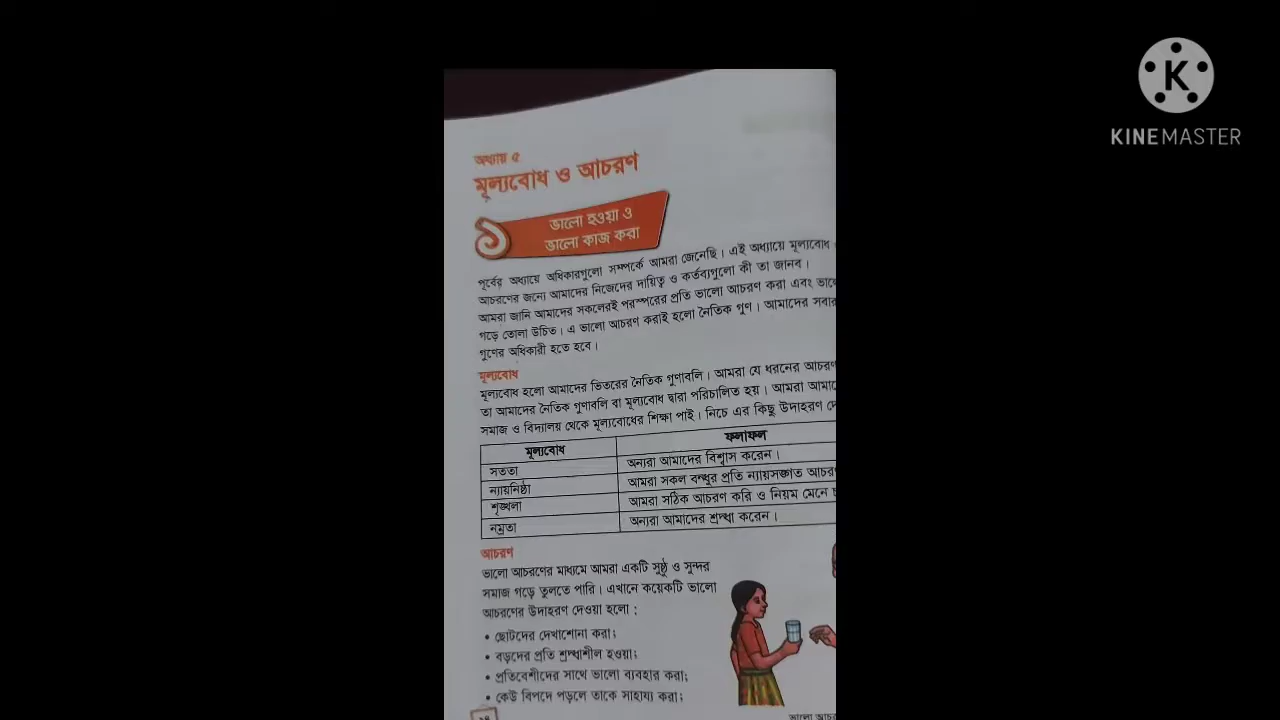 KINEMASTER
অধ্যায় ৫
মূল্যবোধ ও আচরণ
১
ভালো হওয়া ও
ভালো কাজ করা
পূর্বের অধ্যায়ে অধিকারগুলো সম্পর্কে আমরা জেনেছি। এই অধ্যায়ে মূল্যবোধ
আচরণের জন্যে আমাদের নিজেদের দায়িত্ব ও কর্তব্যগুলো কী তা জানব।
আমরা জানি আমাদের সকলেরই পরস্পরের প্রতি ভালো আচরণ করা এবং
গড়ে তোলা উচিত। এ ভালো আচরণ করাই হলো নৈতিক গুণ। আমাদের সবার
গুণের অধিকারী হতে হবে।
মূল্যবোধ
মূল্যবোধ হলো আমাদের ভিতরের নৈতিক গুণাবলি। আমরা যে ধরনের আচরণ
তা আমাদের নৈতিক গুণাবলি বা মূল্যবোধ দ্বারা পরিচালিত হয়। আমরা
সমাজ ও বিদ্যালয় থেকে মূল্যবোধের শিক্ষা পাই। নিচে এর কিছু উদাহরণ
মূল্যবোধ ফলাফল
সততা অন্যরা আমাদের বিশ্বাস করেন।
ন্যায়নিষ্ঠা আমরা সকল বন্ধুর প্রতি ন্যায়সঙ্গত
শৃঙ্খলা আমরা সঠিক আচরণ করি ও নিয়ম মেনে
নম্রতা অন্যরা আমাদের শ্রদ্ধা করেন।
আচরণ
ভালো আচরণের মাধ্যমে আমরা একটি সুষ্ঠু ও সুন্দর
সমাজ গড়ে তুলতে পারি। এখানে কয়েকটি ভালো
আচরণের উদাহরণ দেওয়া হলো :
• ছোটদের দেখাশোনা করা;
• বড়দের প্রতি শ্রদ্ধাশীল হওয়া;
• প্রতিবেশীদের সাথে ভালো ব্যবহার করা;
• কেউ বিপদে পড়লে তাকে সাহায্য করা;